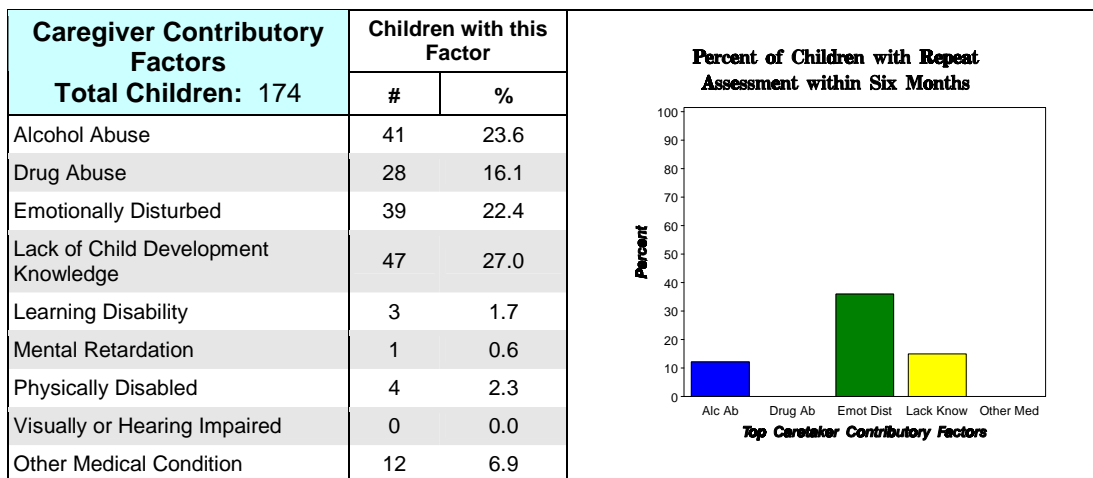 Caregiver Contributory
Factors
Total Children: 174
Children with this
Factor
# %
Alcohol Abuse 41 23.6
Drug Abuse 28 16.1
Emotionally Disturbed 39 22.4
Lack of Child Development
Knowledge 47 27.0
Learning Disability 3 1.7
Mental Retardation 1 0.6
Physically Disabled 4 2.3
Visually or Hearing Impaired 0 0.0
Other Medical Condition 12 6.9
Percent of Children with Repeat
Assessment within Six Months
100
90
80
70
60
50
40
30
20
10
0
Percent
Alc Ab Drug Ab Emot Dist Lack Know Other Med
Top Caretaker Contributory Factors